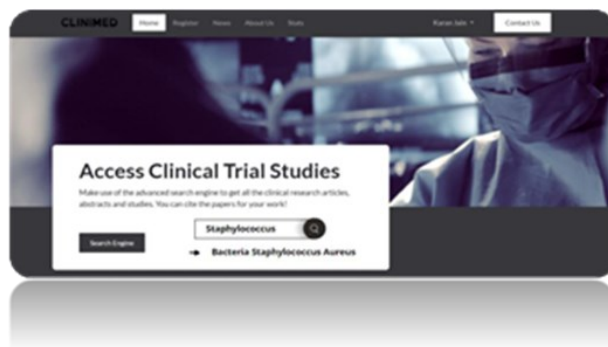 CLINIMED Home Register News About Us Stats Karan Jain Contact Us
Access Clinical Trial Studies
Make use of the advanced search engine to get all the clinical research articles,
abstracts and studies. You can cite the papers for your work!
Staphylococcus
Search Engine
Bacteria Staphylococcus Aureus